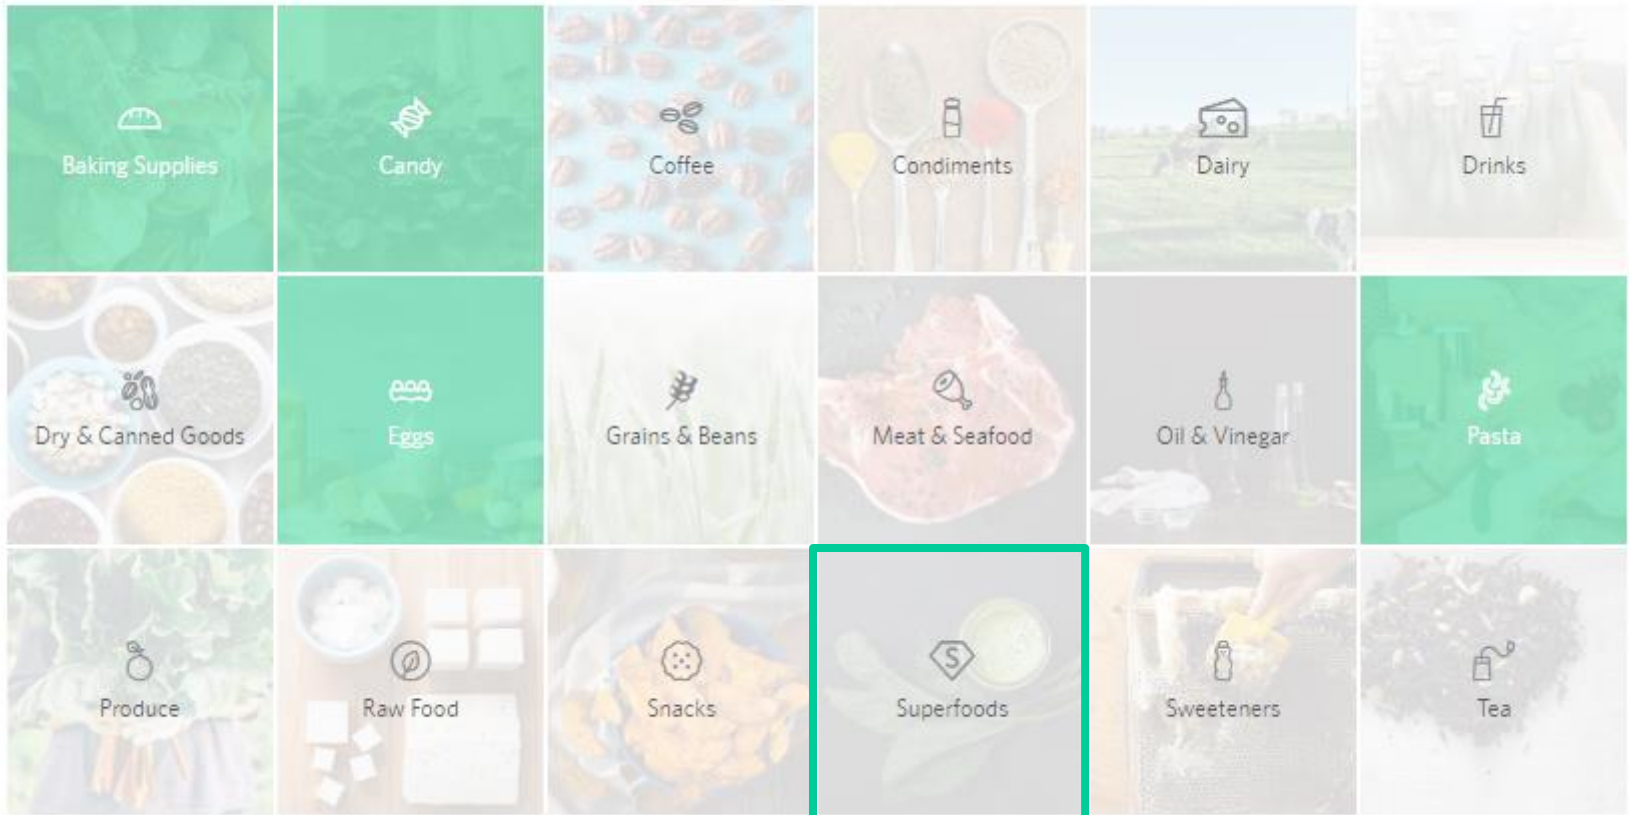 Baking Supplies
Candy
Coffee
Condiments
Dairy
Drinks
Dry & Canned Goods
Eggs
Grains & Beans
Meat & Seafood
Oil & Vinegar
Pasta
Produce
Raw Food
Snacks
S
Superfoods
Sweeteners
Tea